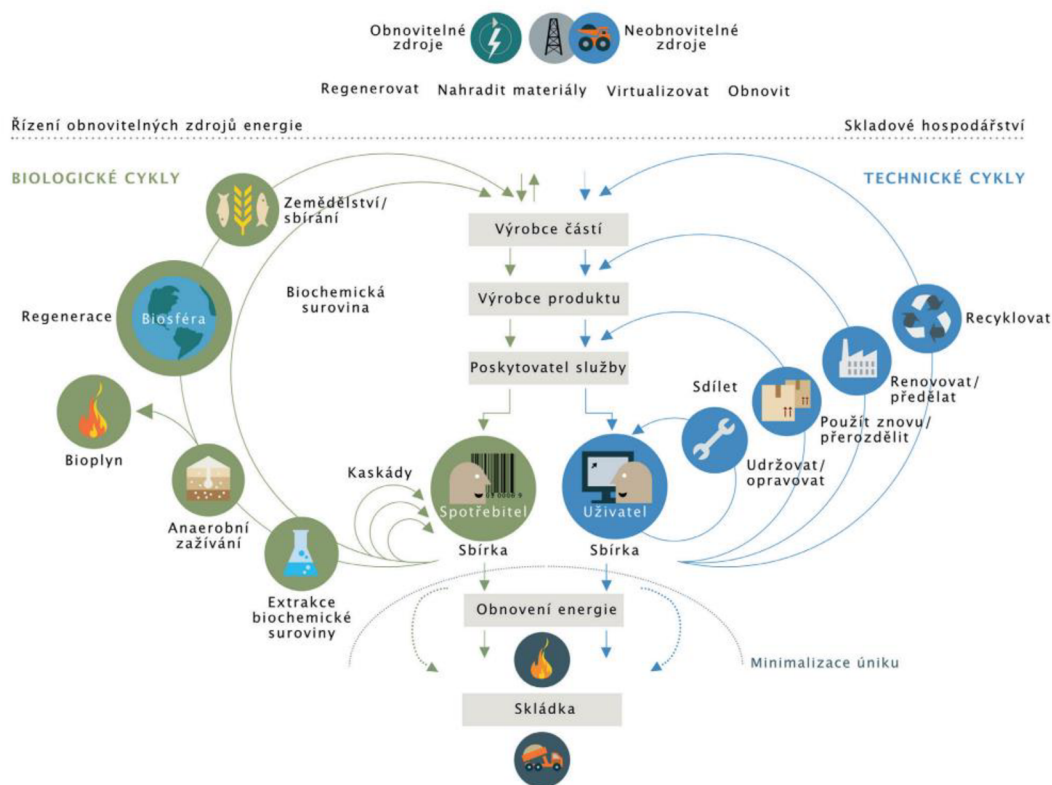 Obnovitelné
zdroje
Neobnovitelné
zdroje
Regenerovat Nahradit materiály Virtualizovat Obnovit
Řízení obnovitelných zdrojů energie
Skladové hospodářství
BIOLOGICKÉ CYKLY
TECHNICKÉ CYKLY
Zemědělství/
sbírání
Výrobce částí
Biochemická
surovina
Výrobce produktu
Regenerace
Biosféra
Recyklovat
Poskytovatel služby
Sdílet
Renovovat/
předělat
Použít znovu/
přerozdělit
Bioplyn
Kaskády
Udržovat/
opravovat
Spotřebitel
Uživatel
Anaerobní
zažívání
Sbírka
Sbírka
Extrakce
biochemické
suroviny
Obnovení energie
Minimalizace úniku
Skládka